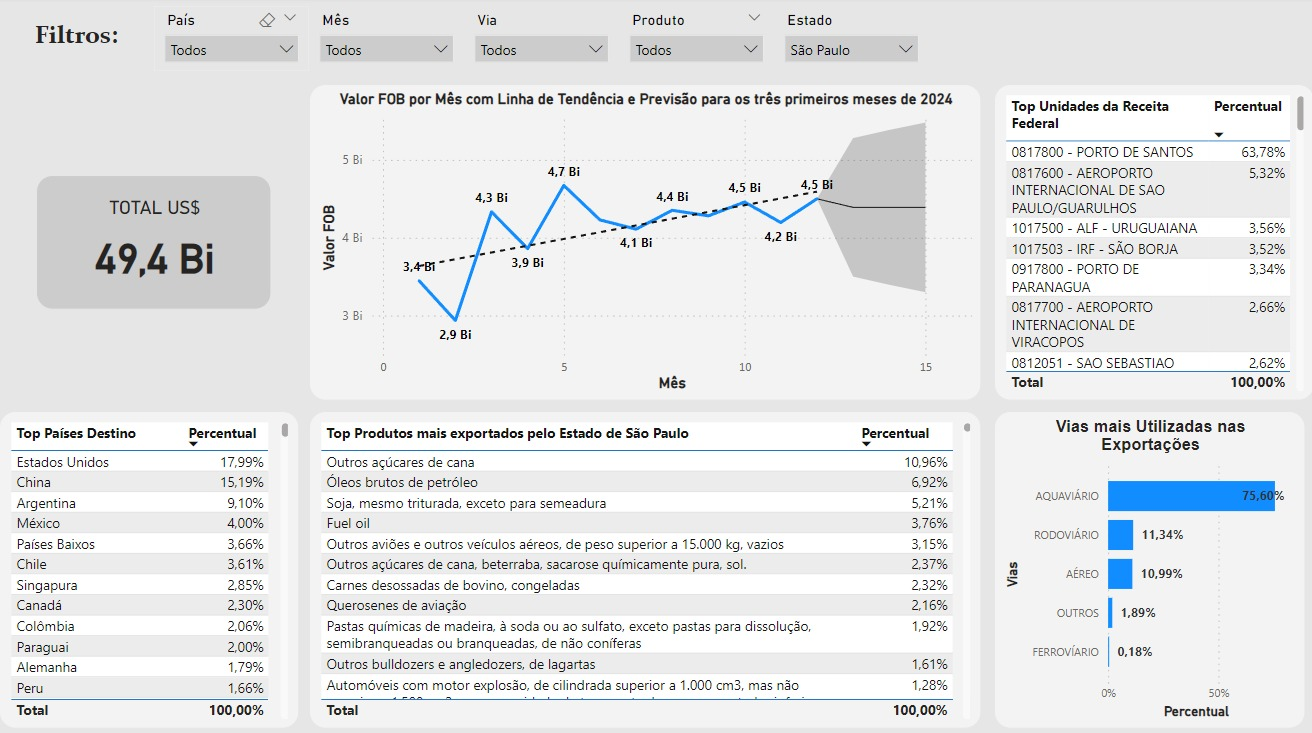 Filtros:
País
Todos
Mês
Todos
Via
Todos
Produto
Todos
Estado
São Paulo
TOTAL US$
49,4 Bi
Valor FOB por Mês com Linha de Tendência e Previsão para os três primeiros meses de 2024
Valor FOB
5 Bi
4 Bi
3 Bi
3,4 Bi
2,9 Bi
4,3 Bi
3,9 Bi
4,7 Bi
4,1 Bi
4,4 Bi
4,5 Bi
4,2 Bi
4,5 Bi
0
5
10
15
Mês
Top Unidades da Receita
Federal
Percentual
0817800 - PORTO DE SANTOS 63,78%
0817600 - AEROPORTO 5,32%
INTERNACIONAL DE SAO
PAULO/GUARULHOS
1017500 - ALF - URUGUAIANA 3,56%
1017503 - IRF - SÃO BORJA 3,52%
0917800 - PORTO DE 3,34%
PARANAGUA
0817700 - AEROPORTO 2,66%
INTERNACIONAL DE
VIRACOPOS
0812051 - SAO SEBASTIAO 2,62%
Total 100,00%
Top Países Destino Percentual
Estados Unidos 17,99%
China 15,19%
Argentina 9,10%
México 4,00%
Países Baixos 3,66%
Chile 3,61%
Singapura 2,85%
Canadá 2,30%
Colômbia 2,06%
Paraguai 2,00%
Alemanha 1,79%
Peru 1,66%
Total 100,00%
Top Produtos mais exportados pelo Estado de São Paulo Percentual
Outros açúcares de cana 10,96%
Óleos brutos de petróleo 6,92%
Soja, mesmo triturada, exceto para semeadura 5,21%
Fuel oil 3,76%
Outros aviões e outros veículos aéreos, de peso superior a 15.000 kg, vazios 3,15%
Outros açúcares de cana, beterraba, sacarose químicamente pura, sol. 2,37%
Carnes desossadas de bovino, congeladas 2,32%
Querosenes de aviação 2,16%
Pastas químicas de madeira, à soda ou ao sulfato, exceto pastas para dissolução, 1,92%
semibranqueadas ou branqueadas, de não coníferas
Outros bulldozers e angledozers, de lagartas 1,61%
Automóveis com motor explosão, de cilindrada superior a 1.000 cm3, mas não 1,28%
Total 100,00%
Vias mais Utilizadas nas
Exportações
Vias
AQUAVIÁRIO 75,60%
RODOVIÁRIO 11,34%
AÉREO 10,99%
OUTROS 1,89%
FERROVÍARIO 0,18%
0% 50%
Percentual